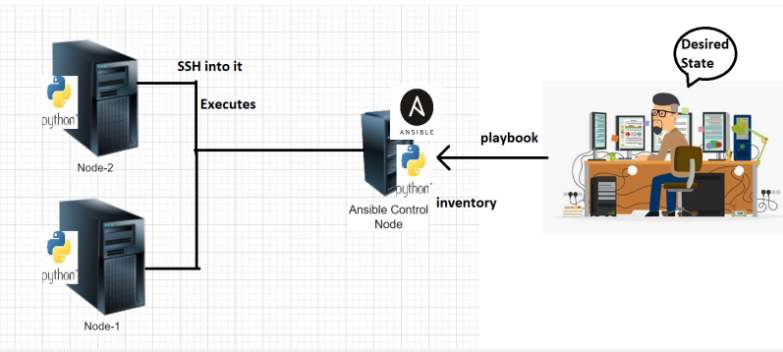 Desired
State
SSH into it
Executes
python
Node-2
ANSIBLE
python
playbook
inventory
Ansible Control
Node
python
Node-1